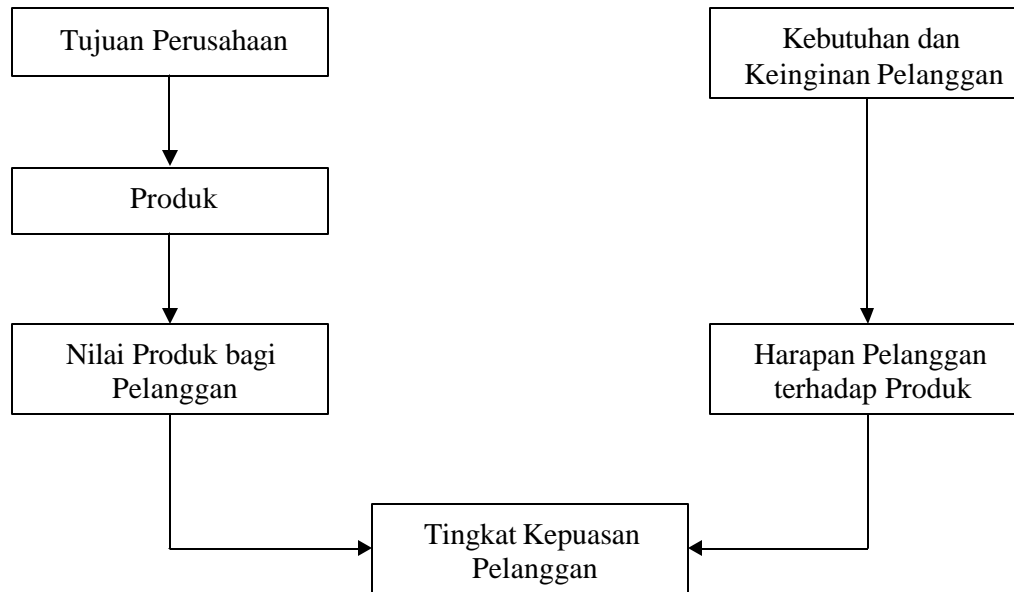 Tujuan Perusahaan
Kebutuhan dan
Keinginan Pelanggan
Produk
Nilai Produk bagi
Pelanggan
Harapan Pelanggan
terhadap Produk
Tingkat Kepuasan
Pelanggan